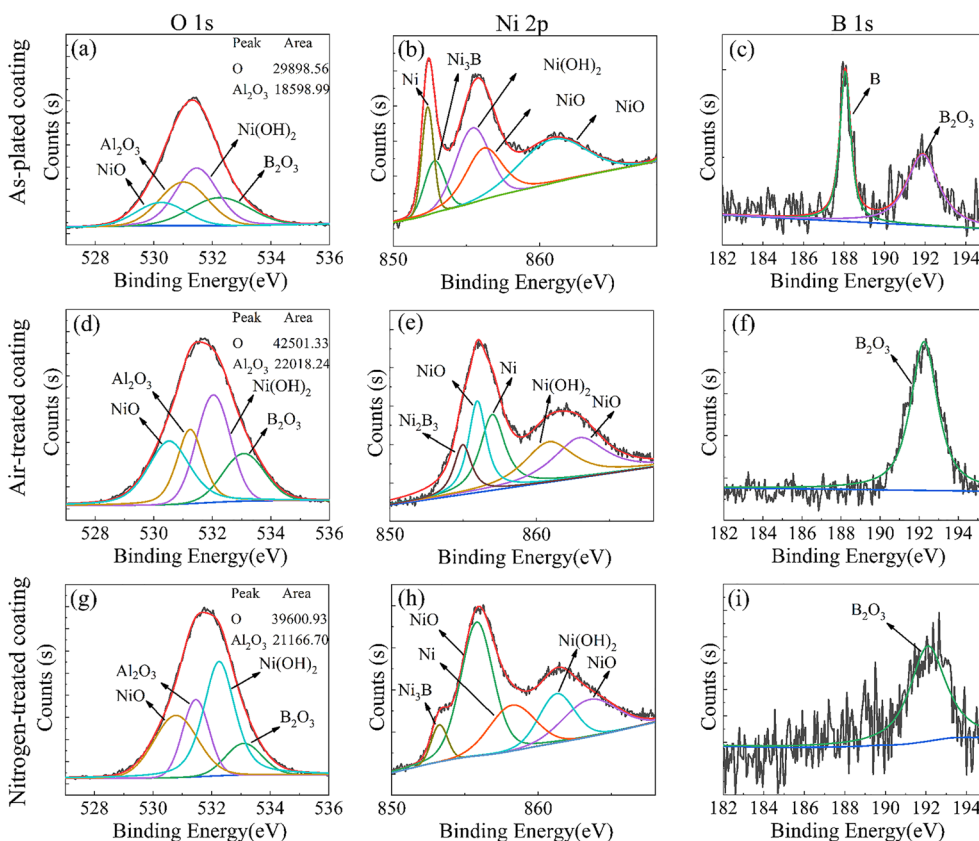 O 1s
Ni 2p
B 1s
As-plated coating
Counts (s)
(a)
Peak Area
O 29898.56
Al₂O₃ 18598.99
Ni(OH)₂
Al₂O₃
NiO
B₂O₃
528 530 532 534 536
Binding Energy(eV)
Counts (s)
(b)
Ni
Ni₃B
Ni(OH)₂
NiO
NiO
850 860
Binding Energy(eV)
Counts (s)
(c)
B
B₂O₃
182 184 186 188 190 192 194
Binding Energy(eV)
Air-treated coating
Counts (s)
(d)
Peak Area
O 42501.33
Al₂O₃ 22018.24
Ni(OH)₂
Al₂O₃
NiO
B₂O₃
528 530 532 534 536
Binding Energy(eV)
Counts (s)
(e)
NiO
Ni
Ni(OH)₂
Ni₂B₃
NiO
850 860
Binding Energy(eV)
Counts (s)
(f)
B₂O₃
182 184 186 188 190 192 194
Binding Energy(eV)
Nitrogen-treated coating
Counts (s)
(g)
Peak Area
O 39600.93
Al₂O₃ 21166.70
Ni(OH)₂
Al₂O₃
NiO
B₂O₃
528 530 532 534 536
Binding Energy(eV)
Counts (s)
(h)
NiO
Ni
Ni(OH)₂
NiO
Ni₃B
850 860
Binding Energy(eV)
Counts (s)
(i)
B₂O₃
182 184 186 188 190 192 194
Binding Energy(eV)